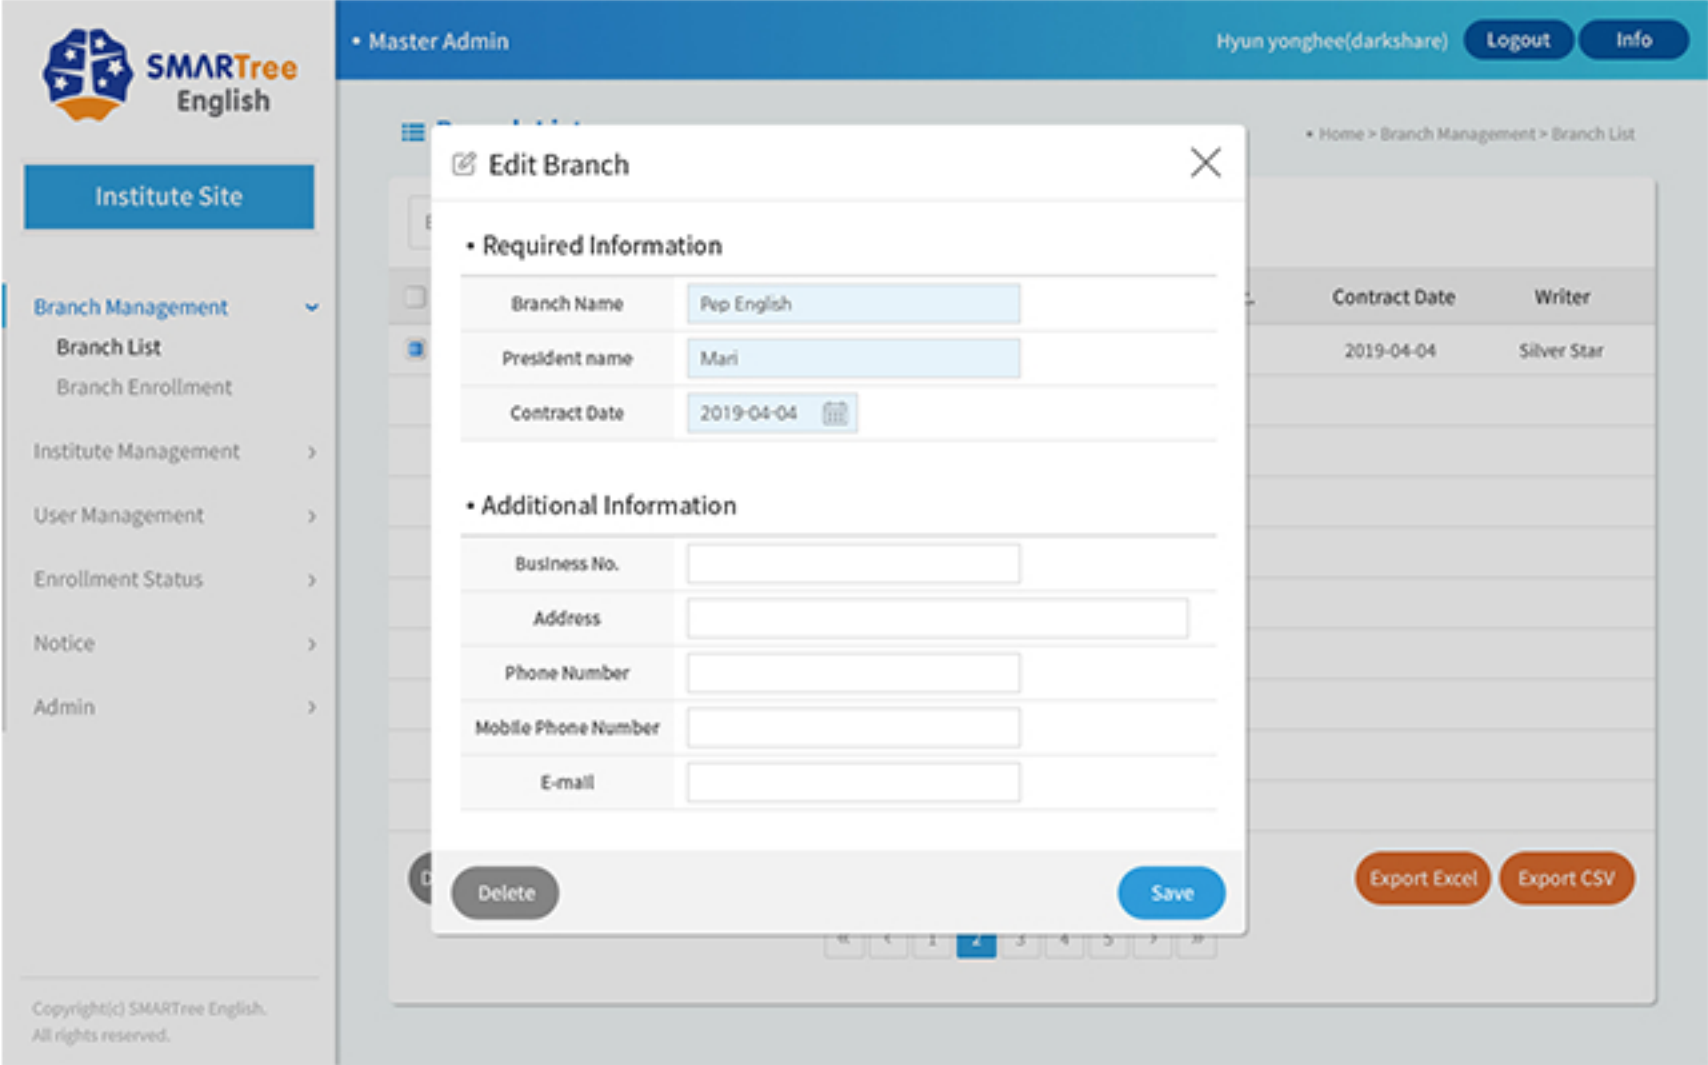 SMARTree
English
• Master Admin
Hyun yonghee(darkshare)
Logout
Info
Institute Site
Branch Management
Branch List
Branch Enrollment
Institute Management
User Management
Enrollment Status
Notice
Admin
Copyright(c) SMARTree English.
All rights reserved.
• Home > Branch Management > Branch List
Edit Branch
• Required Information
Branch Name
Pep English
President name
Mari
Contract Date
2019-04-04
• Additional Information
Business No.
Address
Phone Number
Mobile Phone Number
E-mail
Delete
Save
Contract Date
Writer
2019-04-04
Silver Star
Export Excel
Export CSV
« < 1 2 3 4 5 > »